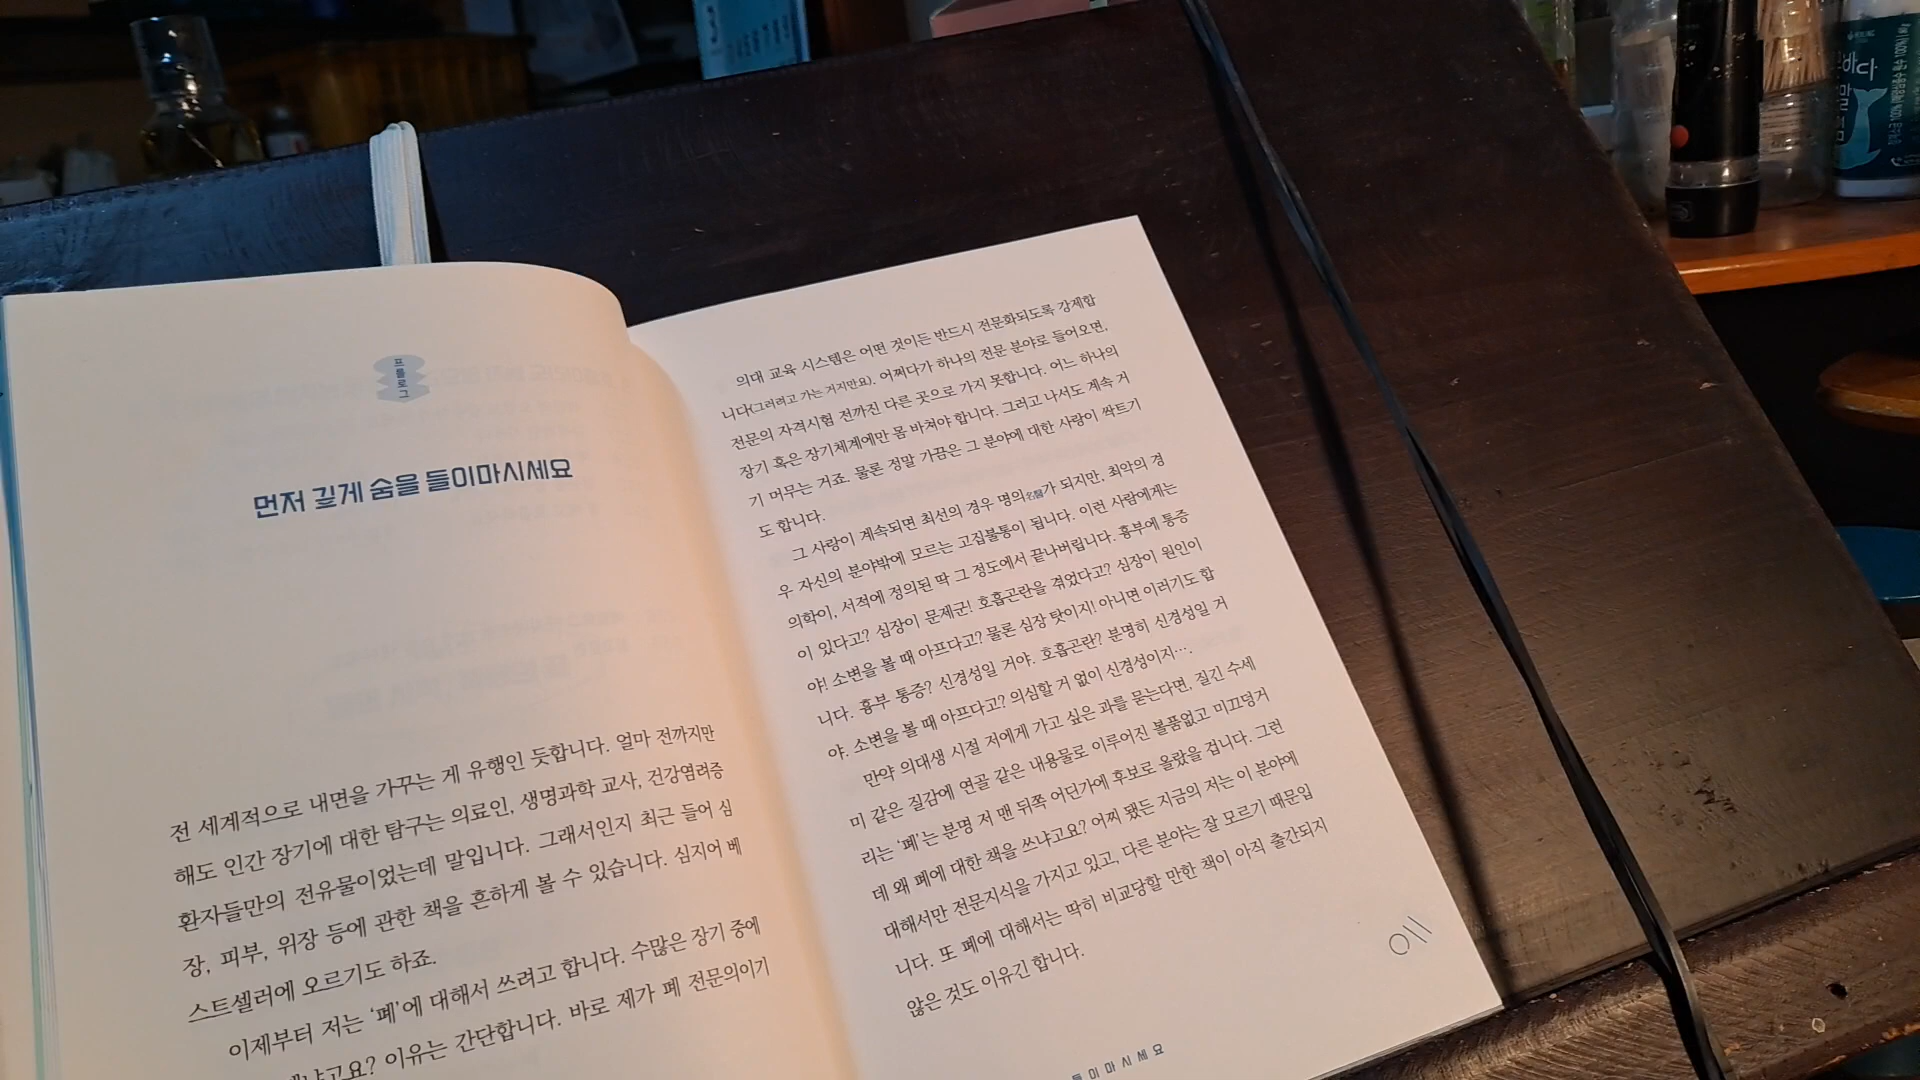 프롤로그
먼저 깊게 숨을 들이마시세요
전 세계적으로 내면을 가꾸는 게 유행인 듯합니다. 얼마 전까지만
해도 인간 장기에 대한 탐구는 의료인, 생명과학 교사, 건강염려증
환자들만의 전유물이었는데 말입니다. 그래서인지 최근 들어 심
장, 피부, 위장 등에 관한 책을 흔하게 볼 수 있습니다. 심지어 베
스트셀러에 오르기도 하죠.
이제부터 저는 ‘폐’에 대해서 쓰려고 합니다. 수많은 장기 중에
이유는 간단합니다. 바로 제가 폐 전문의이기
의대 교육 시스템은 어떤 것이든 반드시 전문화되도록 강제합
니다(그러려고 가는 거지만요). 어쩌다가 하나의 전문 분야로 들어오면,
전문의 자격시험 전까진 다른 곳으로 가지 못합니다. 어느 하나의
장기 혹은 장기체계에만 몸 바쳐야 합니다. 그러고 나서도 계속 거
기 머무는 거죠. 물론 정말 가끔은 그 분야에 대한 사랑이 싹트기
도 합니다.
그 사랑이 계속되면 최선의 경우 명의名醫가 되지만, 최악의 경
우 자신의 분야밖에 모르는 고집불통이 됩니다. 이런 사람에게는
의학이, 서적에 정의된 딱 그 정도에서 끝나버립니다. 흉부에 통증
이 있다고? 심장이 문제군! 호흡곤란을 겪었다고? 심장이 원인이
야! 소변을 볼 때 아프다고? 물론 심장 탓이지! 아니면 이러기도 합
니다. 흉부 통증? 신경성일 거야. 호흡곤란? 분명히 신경성일 거
야. 소변을 볼 때 아프다고? 의심할 거 없이 신경성이지….
만약 의대생 시절 저에게 가고 싶은 과를 묻는다면, 질긴 수세
미 같은 질감에 연골 같은 내용물로 이루어진 볼품없고 미끄덩거
리는 ‘폐’는 분명 저 맨 뒤쪽 어딘가에 후보로 올랐을 겁니다. 그런
데 왜 폐에 대한 책을 쓰냐고요? 어찌 됐든 지금의 저는 이 분야에
대해서만 전문지식을 가지고 있고, 다른 분야는 잘 모르기 때문입
니다. 또 폐에 대해서는 딱히 비교당할 만한 책이 아직 출간되지
않은 것도 이유긴 합니다.
011
들이마시세요
바다